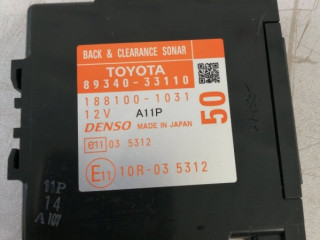 BACK & CLEARANCE SONAR
TOYOTA
89340-33110
188100-1031
12V A11P
DENSO MADE IN JAPAN
50
e11 03 5312
E11 10R-03 5312
11P
14
A107